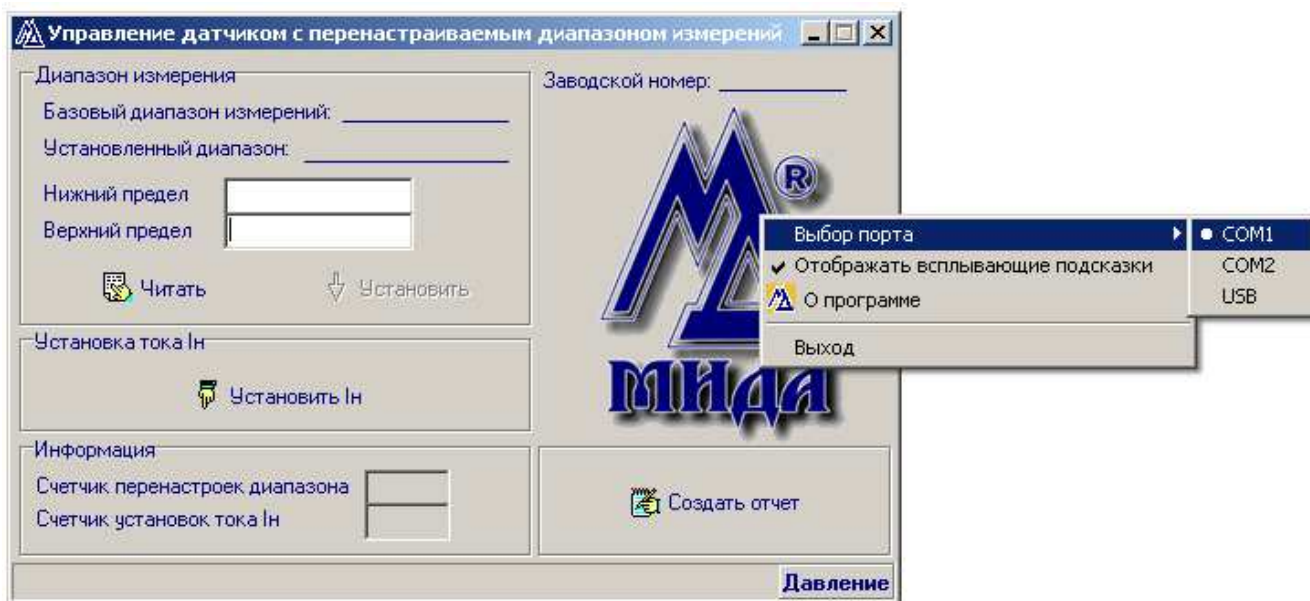 Управление датчиком с перенастраиваемым диапазоном измерений
Диапазон измерения
Базовый диапазон измерений:
Установленный диапазон:
Нижний предел
Верхний предел
Читать
Установить
Установка тока Iн
Установить Iн
Информация
Счетчик перенастроек диапазона
Счетчик установок тока Iн
Заводской номер:
®
МИДА
Выбор порта
Отображать всплывающие подсказки
О программе
Выход
COM1
COM2
USB
Создать отчет
Давление